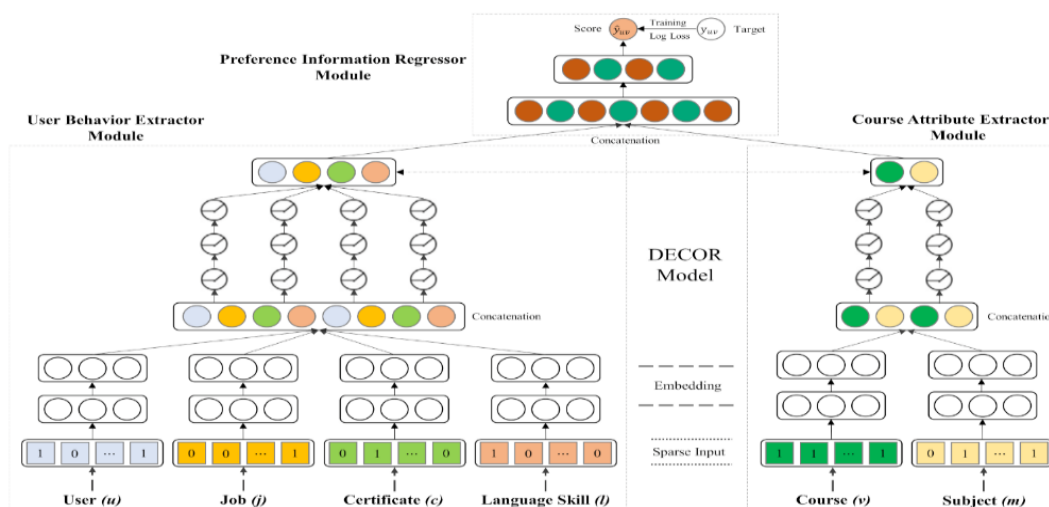 Score ŷuv Training Log Loss yuv Target
Preference Information Regressor
Module
User Behavior Extractor
Module
Course Attribute Extractor
Module
Concatenation
DECOR
Model
Concatenation
Concatenation
Embedding
1 0 ... 1
0 0 ... 1
0 1 ... 0
1 0 ... 0
Sparse Input
1 1 ... 1
0 1 ... 1
User (u)
Job (j)
Certificate (c)
Language Skill (l)
Course (v)
Subject (m)